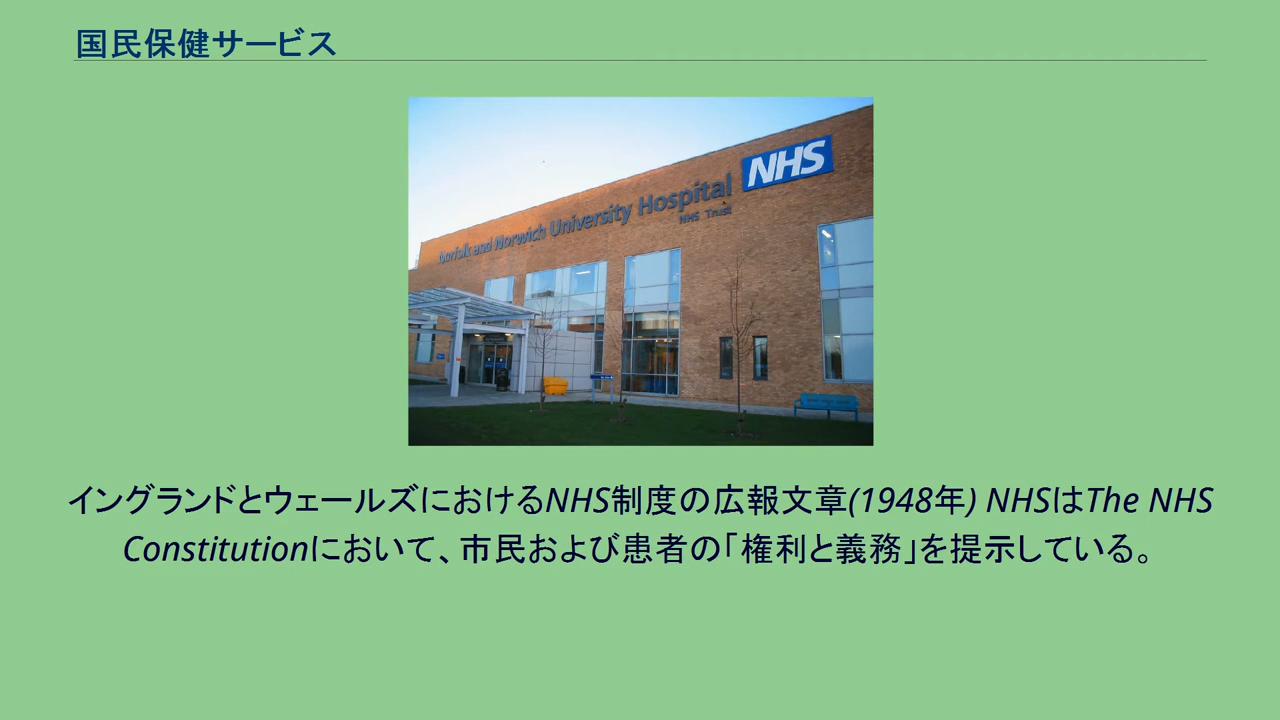 国民保健サービス
NHS
Norfolk and Norwich University Hospital
NHS Trust
イングランドとウェールズにおけるNHS制度の広報文章(1948年) NHSはThe NHS
Constitutionにおいて、市民および患者の「権利と義務」を提示している。